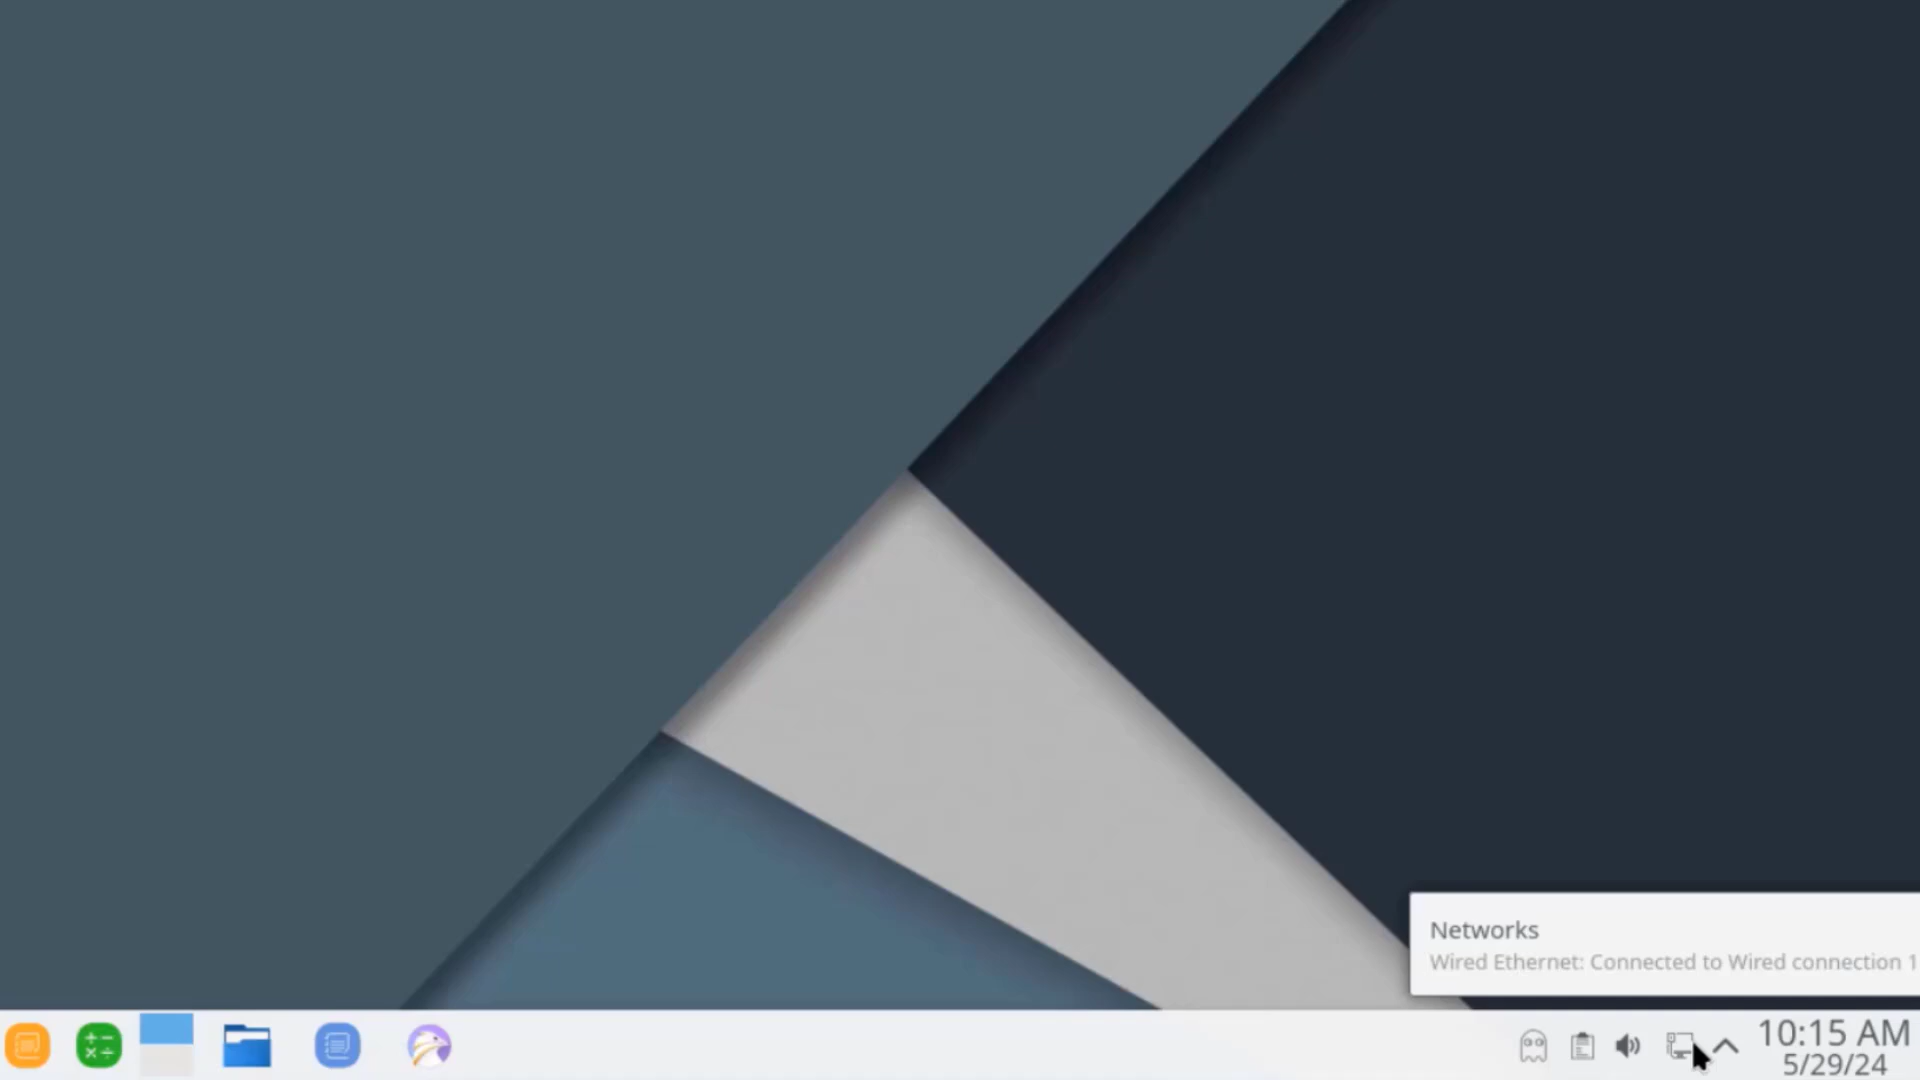 Networks
Wired Ethernet: Connected to Wired connection 1
10:15 AM
5/29/24